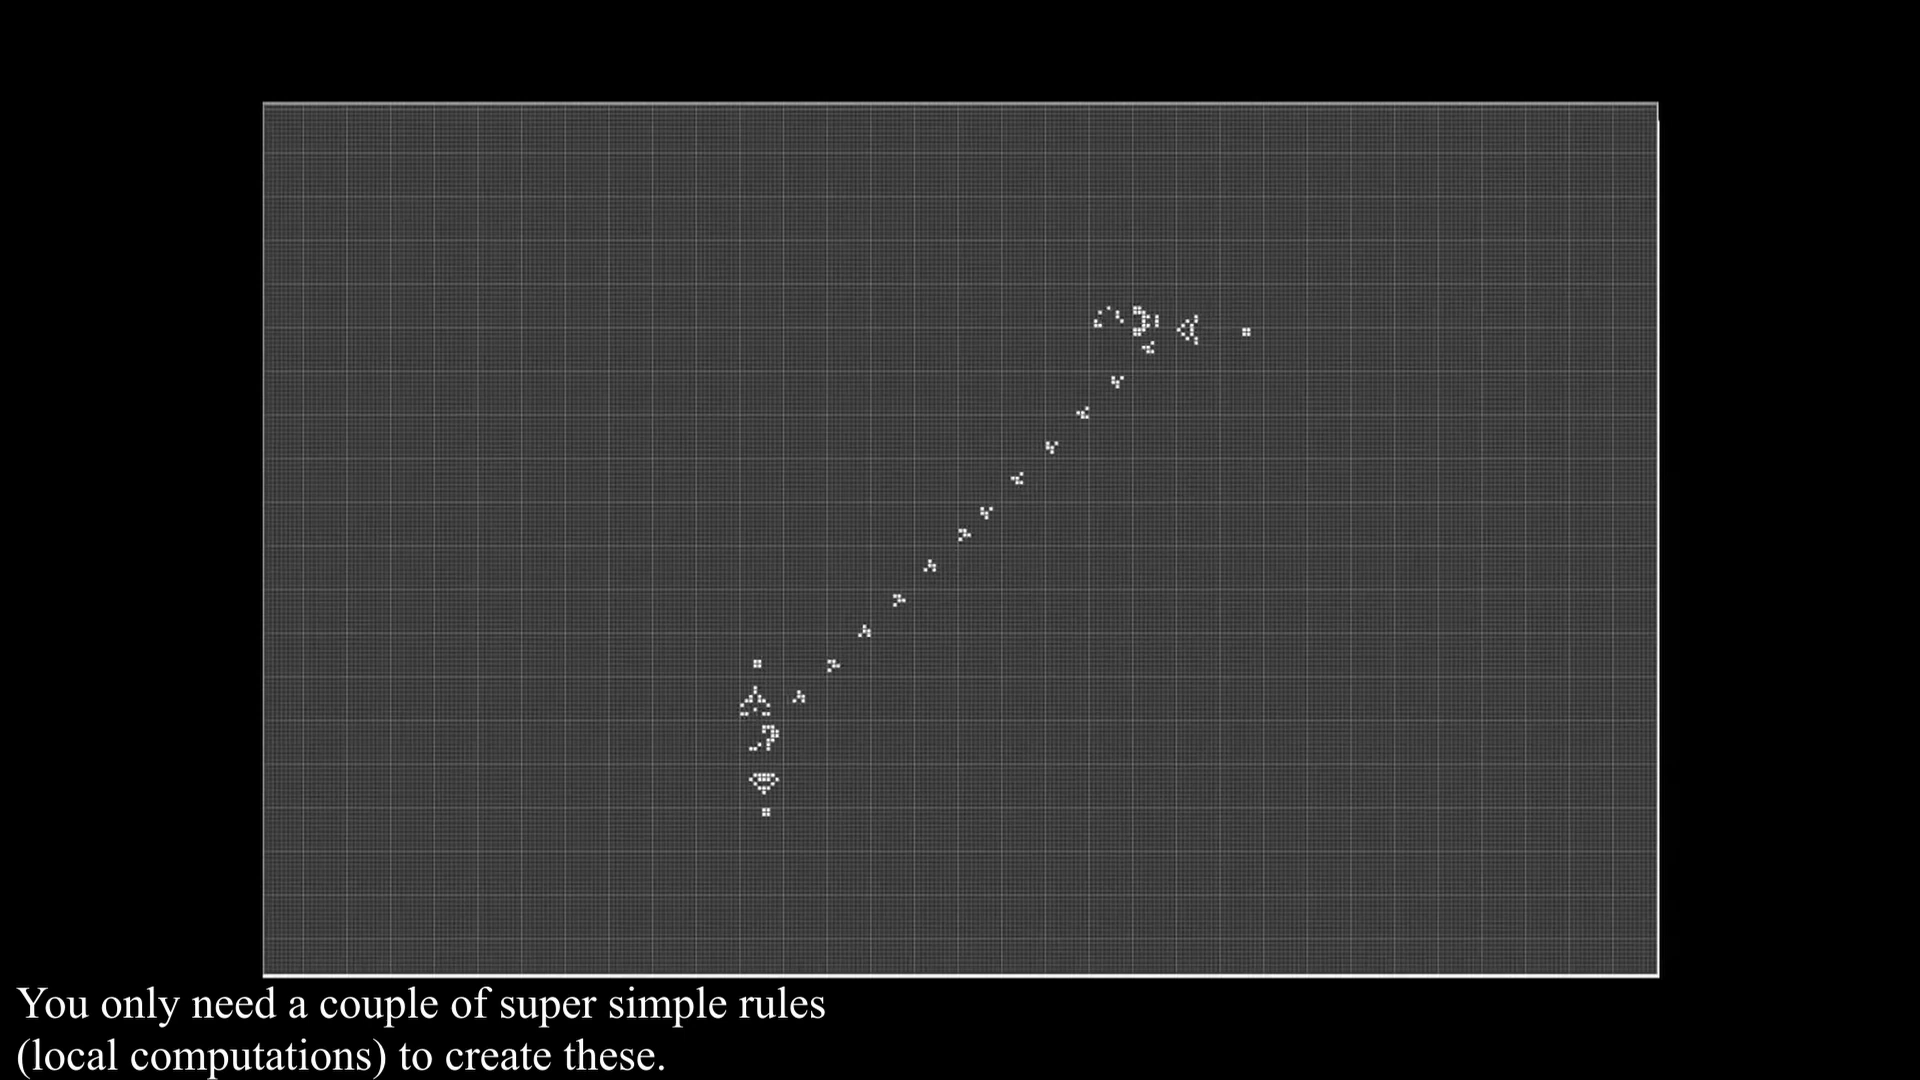 You only need a couple of super simple rules
(local computations) to create these.